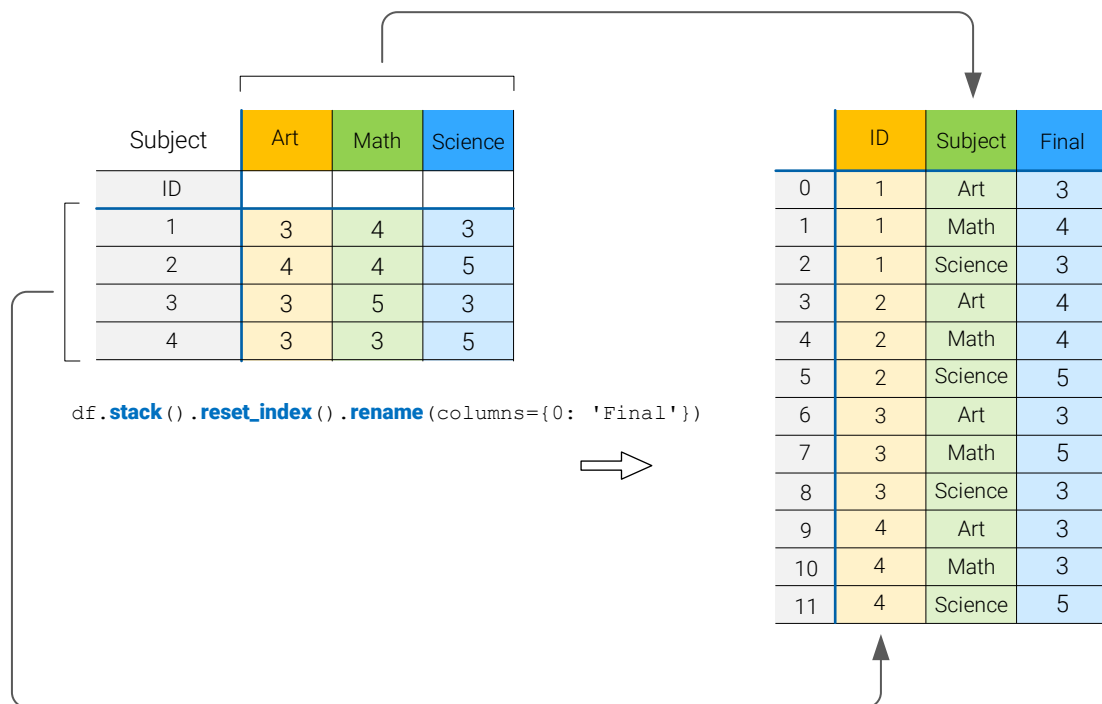 Subject Art Math Science
ID
1 3 4 3
2 4 4 5
3 3 5 3
4 3 3 5
df.stack().reset_index().rename(columns={0: 'Final'})
ID Subject Final
0 1 Art 3
1 1 Math 4
2 1 Science 3
3 2 Art 4
4 2 Math 4
5 2 Science 5
6 3 Art 3
7 3 Math 5
8 3 Science 3
9 4 Art 3
10 4 Math 3
11 4 Science 5